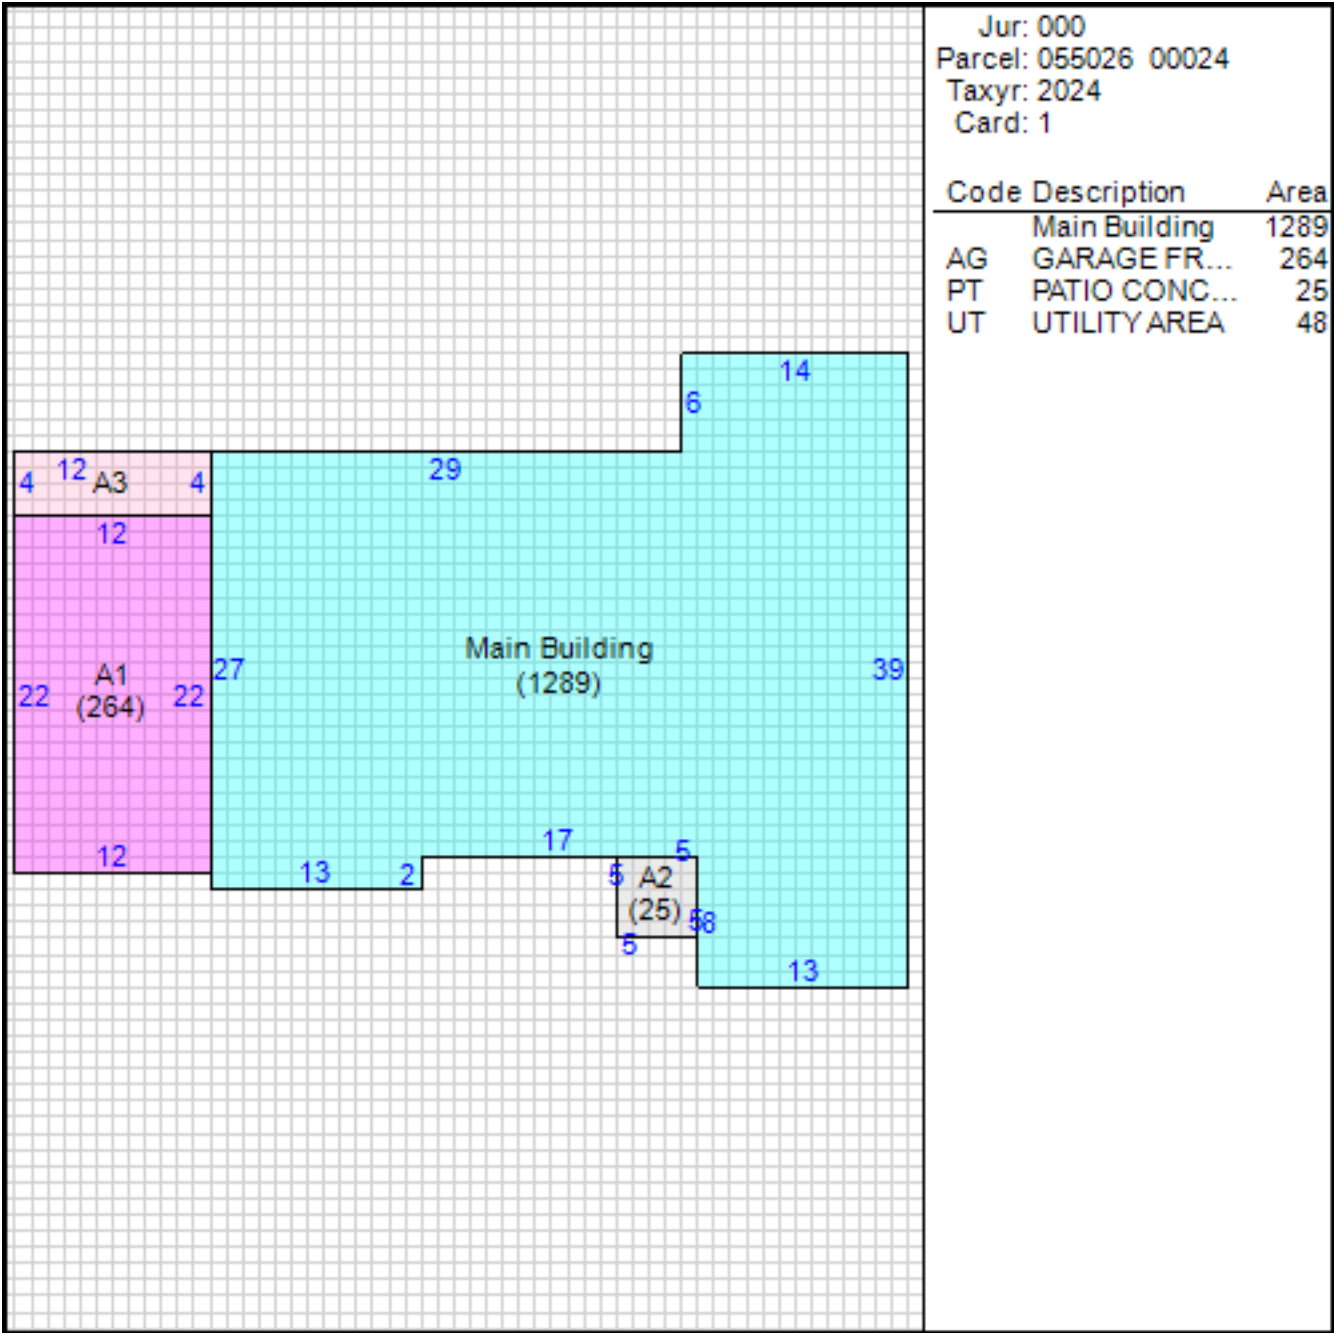 Jur: 000
Parcel: 055026 00024
Taxyr: 2024
Card: 1
Code Description Area
Main Building 1289
AG GARAGE FR... 264
PT PATIO CONC... 25
UT UTILITY AREA 48
14
6
12
29
4 A3 4
12
Main Building
(1289)
27
39
A1
(264)
22 22
17
5
12
13
2
5
A2
(25)
5
8
5
13